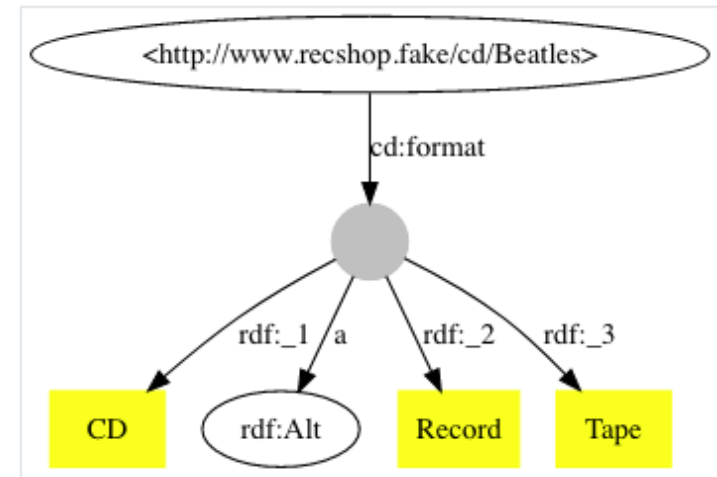 <http://www.recshop.fake/cd/Beatles>
cd:format
rdf:_1
a
rdf:_2
rdf:_3
CD
rdf:Alt
Record
Tape